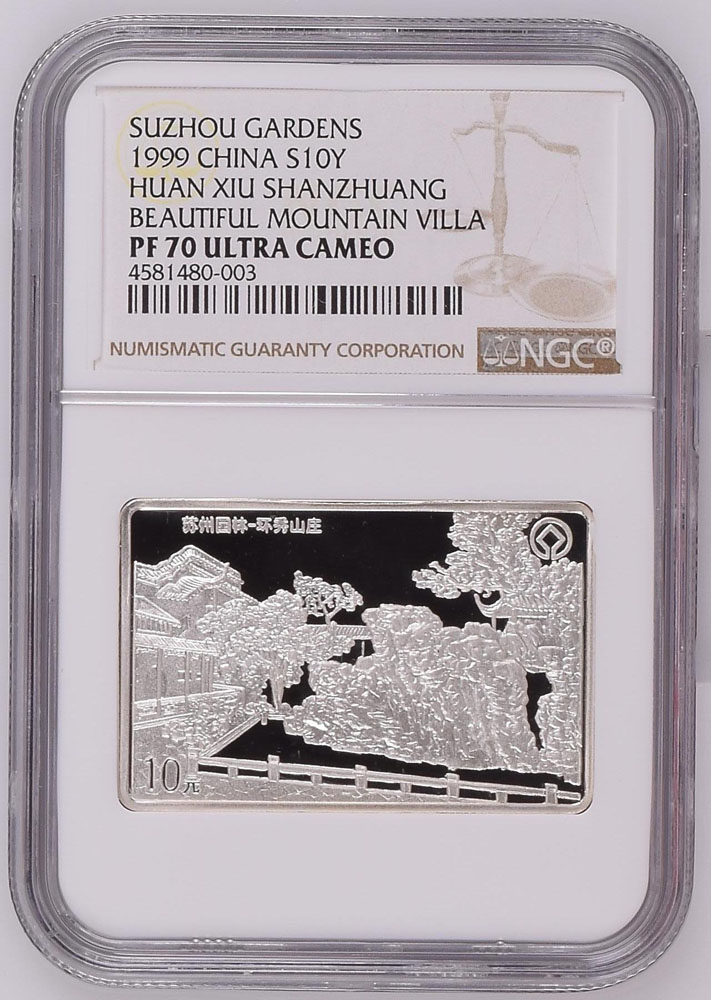 SUZHOU GARDENS
1999 CHINA S10Y
HUAN XIU SHANZHUANG
BEAUTIFUL MOUNTAIN VILLA
PF 70 ULTRA CAMEO
4581480-003
NUMISMATIC GUARANTY CORPORATION
NGC®
苏州园林-环秀山庄
10元